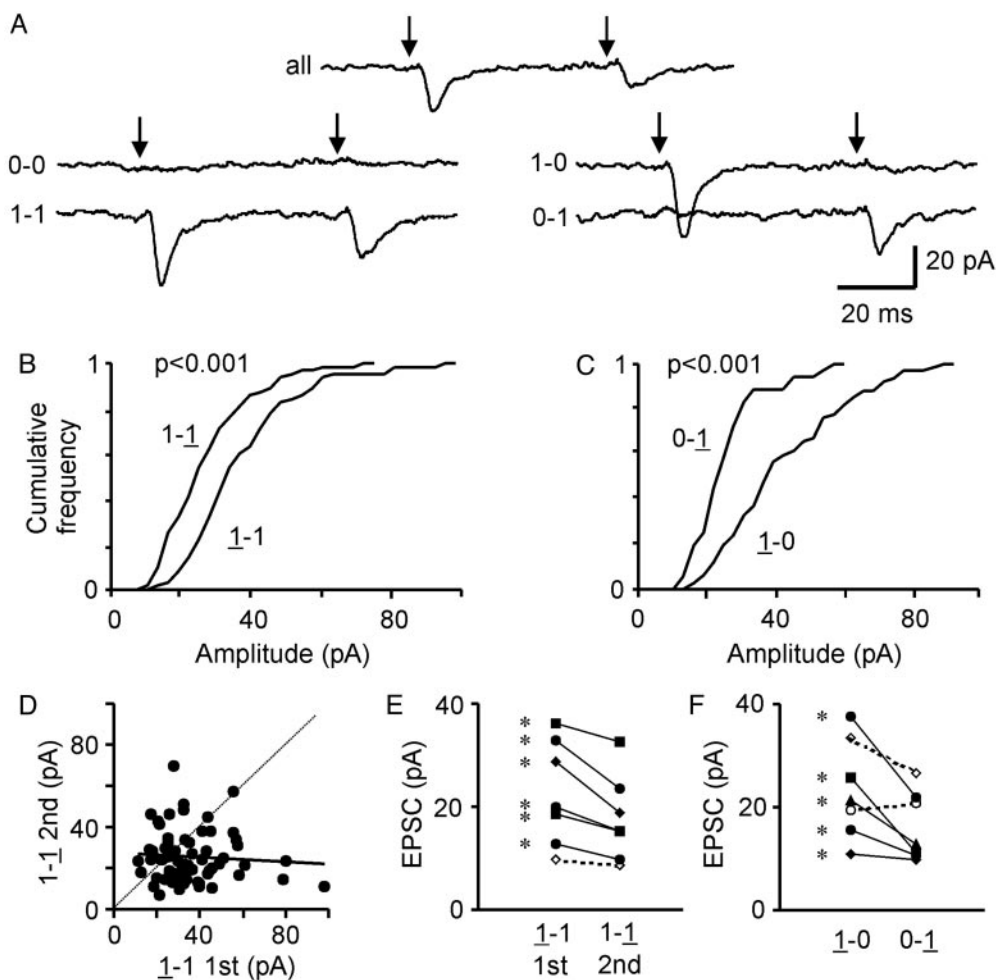 A
all
0-0
1-1
1-0
0-1
20 pA
20 ms
B
1
p<0.001
1-1
1-1
Cumulative
frequency
0
0
40
80
Amplitude (pA)
C
1
p<0.001
0-1
1-0
0
0
40
80
Amplitude (pA)
D
80
40
0
0
40
80
1-1 2nd (pA)
1-1 1st (pA)
E
40
20
0
EPSC (pA)
*
*
*
*
*
*
1-1
1st
1-1
2nd
F
40
20
0
EPSC (pA)
*
*
*
*
*
1-0
0-1